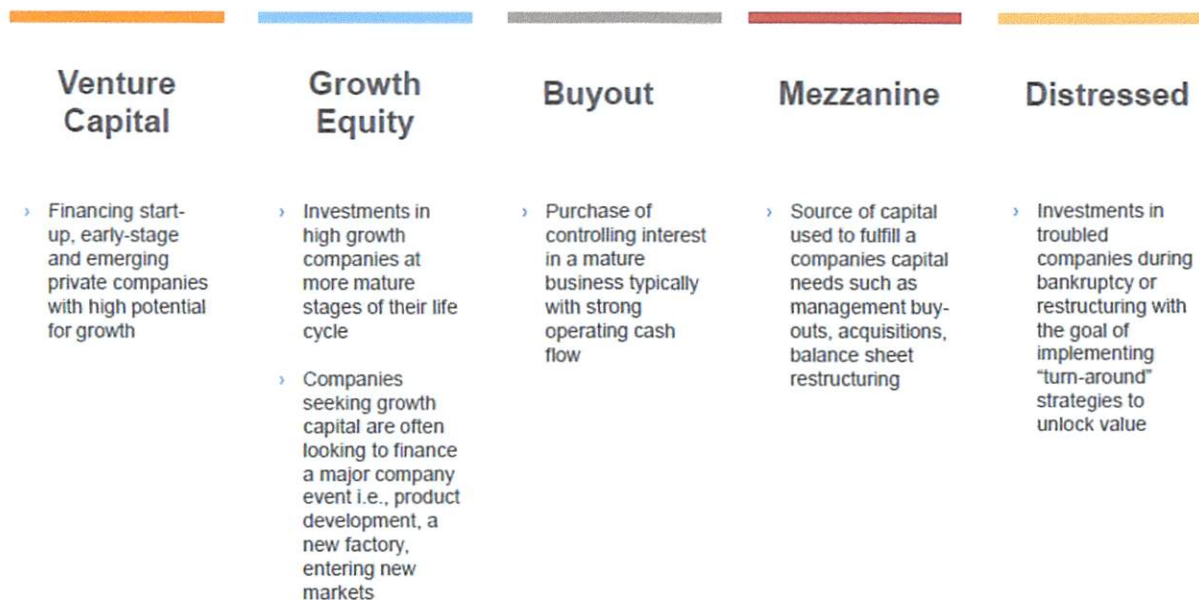 Venture
Capital
› Financing start-
up, early-stage
and emerging
private companies
with high potential
for growth
Growth
Equity
› Investments in
high growth
companies at
more mature
stages of their life
cycle
› Companies
seeking growth
capital are often
looking to finance
a major company
event i.e., product
development, a
new factory,
entering new
markets
Buyout
› Purchase of
controlling interest
in a mature
business typically
with strong
operating cash
flow
Mezzanine
› Source of capital
used to fulfill a
companies capital
needs such as
management buy-
outs, acquisitions,
balance sheet
restructuring
Distressed
› Investments in
troubled
companies during
bankruptcy or
restructuring with
the goal of
implementing
“turn-around”
strategies to
unlock value